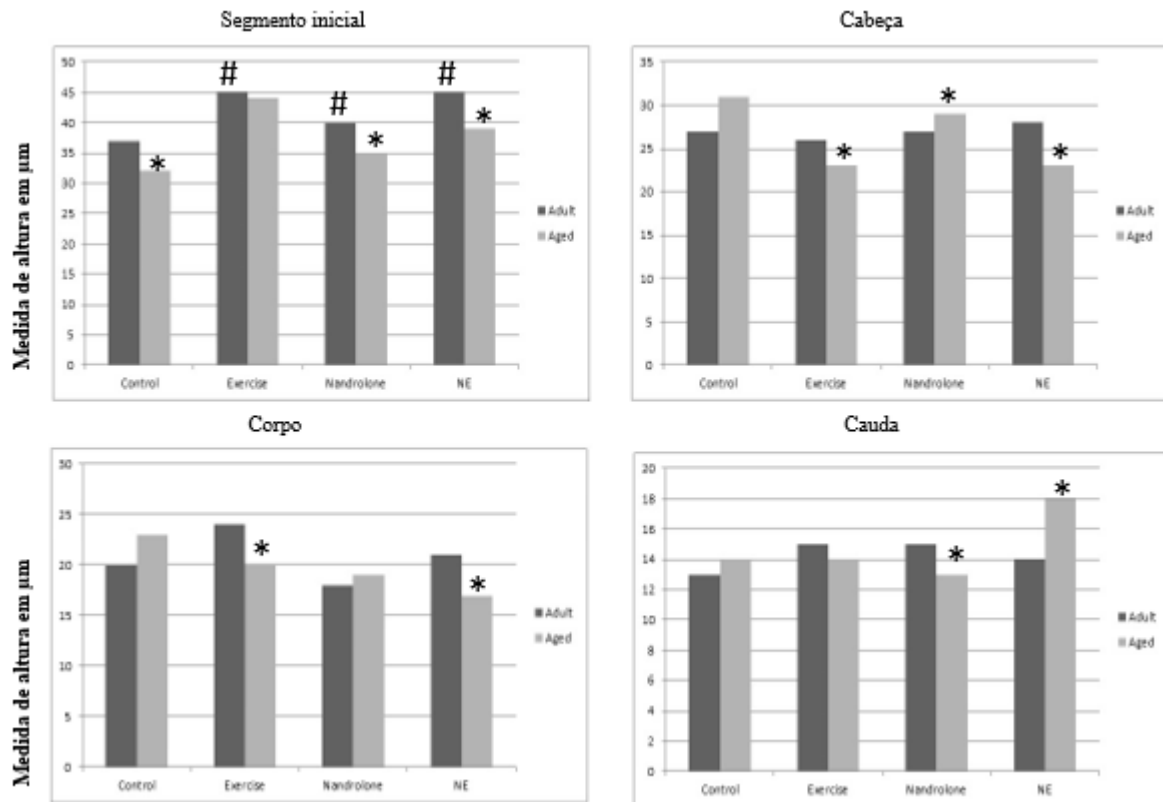 Segmento inicial
Medida de altura em µm
50
45
40
35
30
25
20
15
10
5
0
#
#
#
*
*
*
Control
Exercise
Nandrolone
NE
Adult
Aged
Cabeça
35
30
25
20
15
10
5
0
*
*
*
Control
Exercise
Nandrolone
NE
Adult
Aged
Corpo
Medida de altura em µm
30
25
20
15
10
5
0
*
*
Control
Exercise
Nandrolone
NE
Adult
Aged
Cauda
20
18
16
14
12
10
8
6
4
2
0
*
*
Control
Exercise
Nandrolone
NE
Adult
Aged